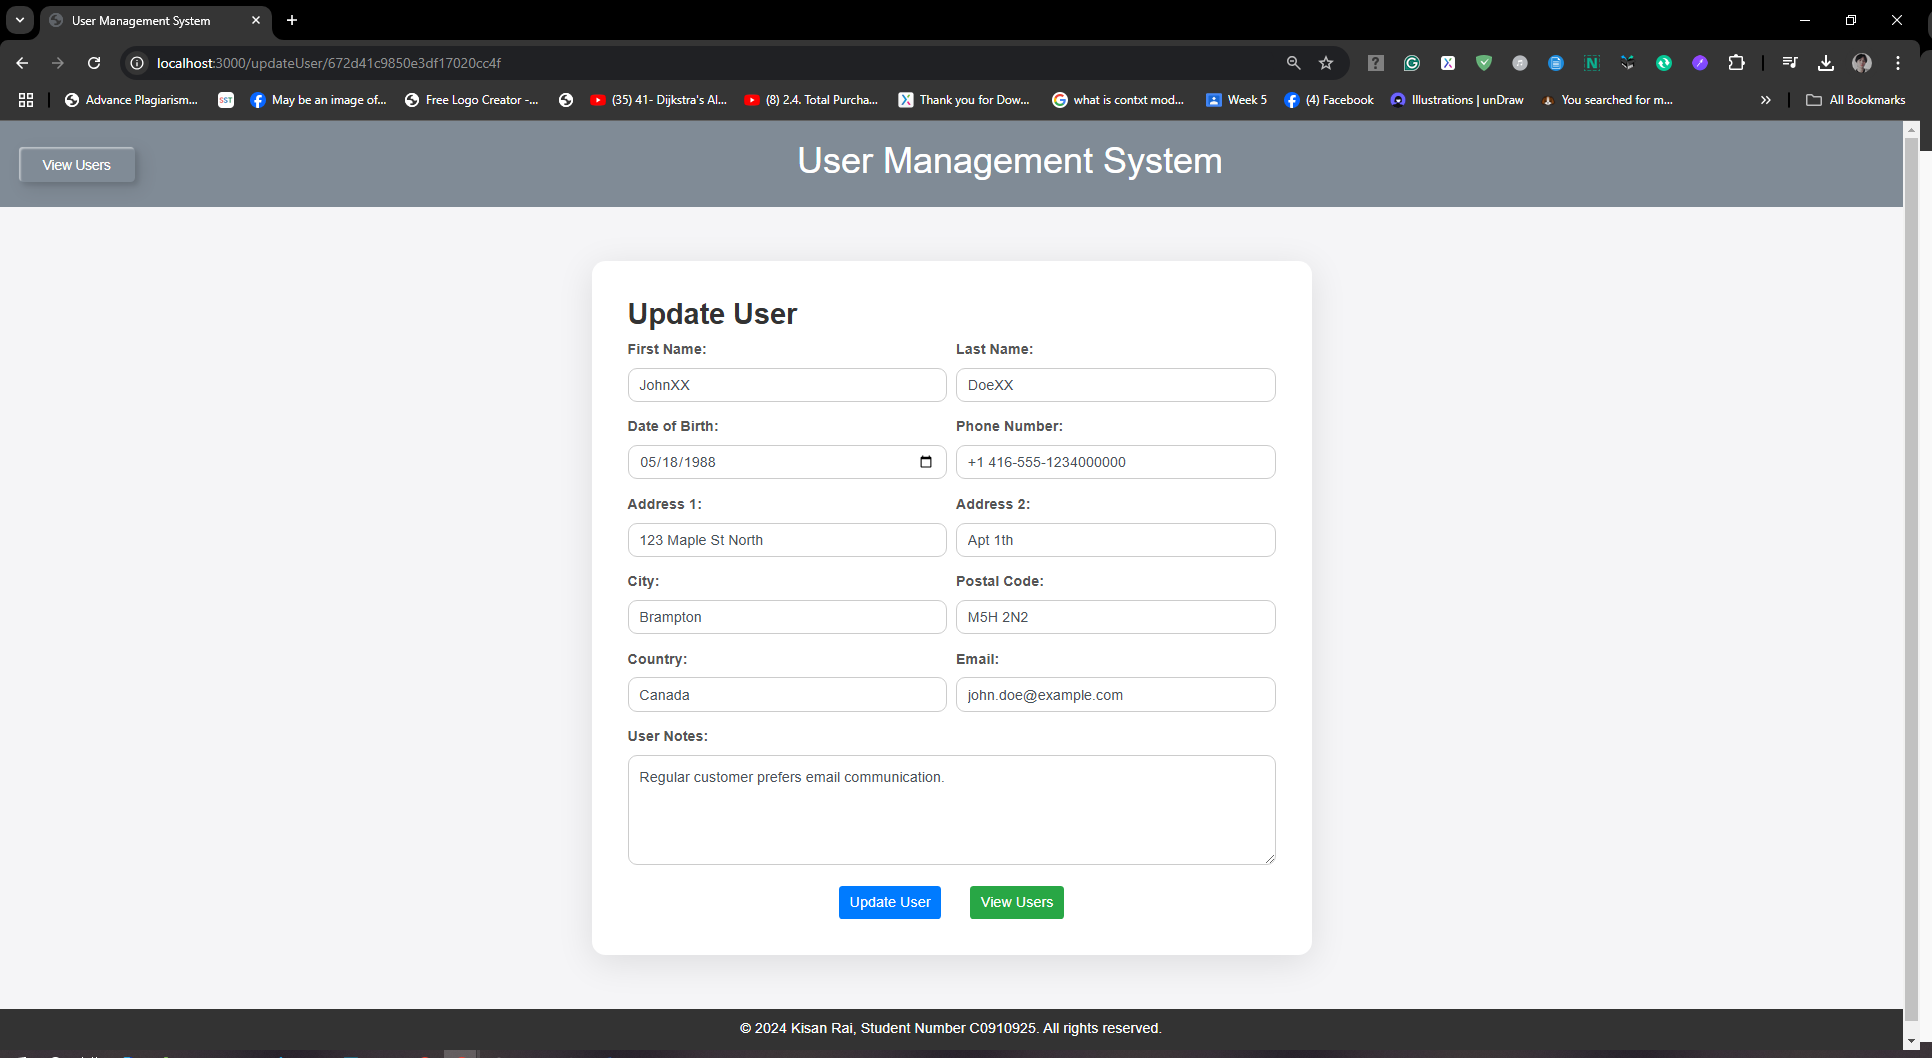 User Management System
localhost:3000/updateUser/672d41c9850e3df17020cc4f
Advance Plagiarism... SST May be an image of... Free Logo Creator -... (35) 41- Dijkstra's Al... (8) 2.4. Total Purcha... Thank you for Dow... what is contxt mod... Week 5 (4) Facebook Illustrations | unDraw You searched for m... All Bookmarks
View Users
User Management System
Update User
First Name: Last Name:
JohnXX DoeXX
Date of Birth: Phone Number:
05/18/1988 +1 416-555-1234000000
Address 1: Address 2:
123 Maple St North Apt 1th
City: Postal Code:
Brampton M5H 2N2
Country: Email:
Canada john.doe@example.com
User Notes:
Regular customer prefers email communication.
Update User View Users
© 2024 Kisan Rai, Student Number C0910925. All rights reserved.